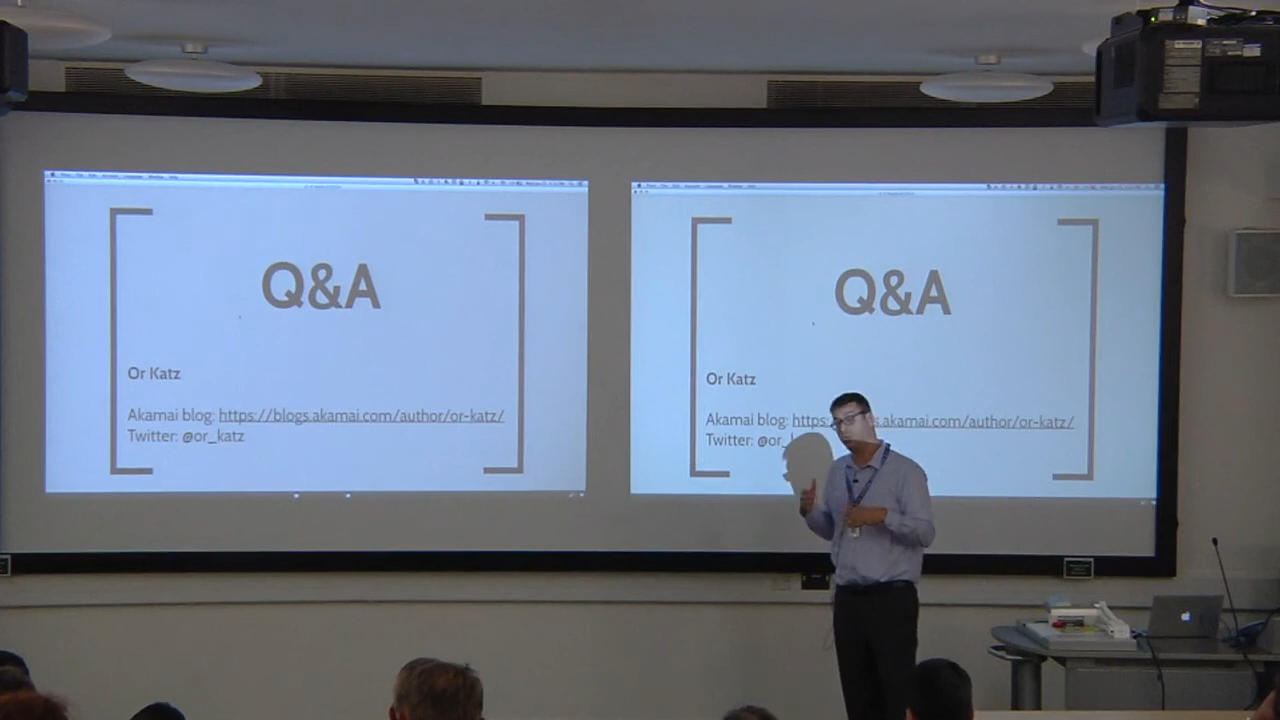 Q&A
Or Katz
Akamai blog: https://blogs.akamai.com/author/or-katz/
Twitter: @or_katz
Q&A
Or Katz
Akamai blog: https: s.akamai.com/author/or-katz/
Twitter: @or_